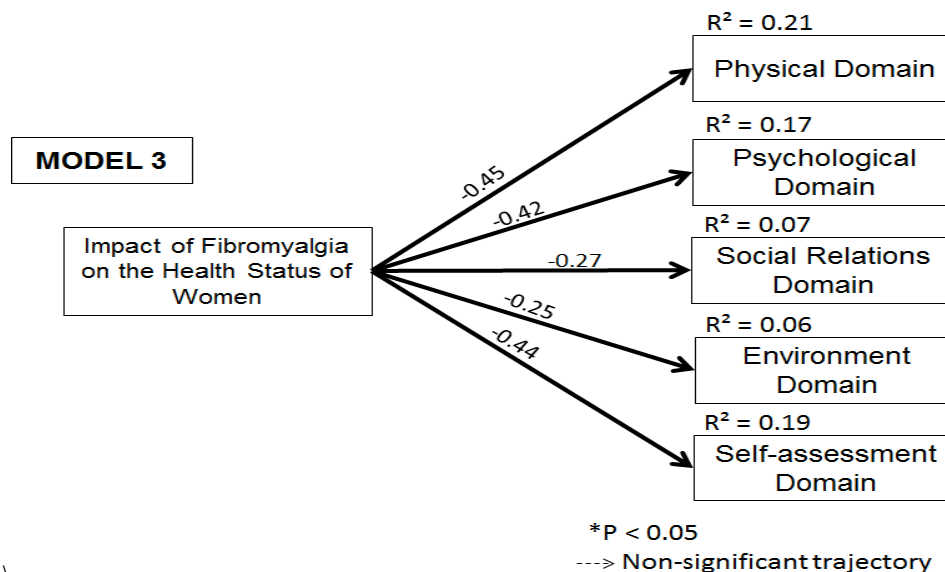 MODEL 3
Impact of Fibromyalgia
on the Health Status of
Women
-0.45
-0.42
-0.27
-0.25
-0.44
R² = 0.21
Physical Domain
R² = 0.17
Psychological
Domain
R² = 0.07
Social Relations
Domain
R² = 0.06
Environment
Domain
R² = 0.19
Self-assessment
Domain
*P < 0.05
---> Non-significant trajectory
\